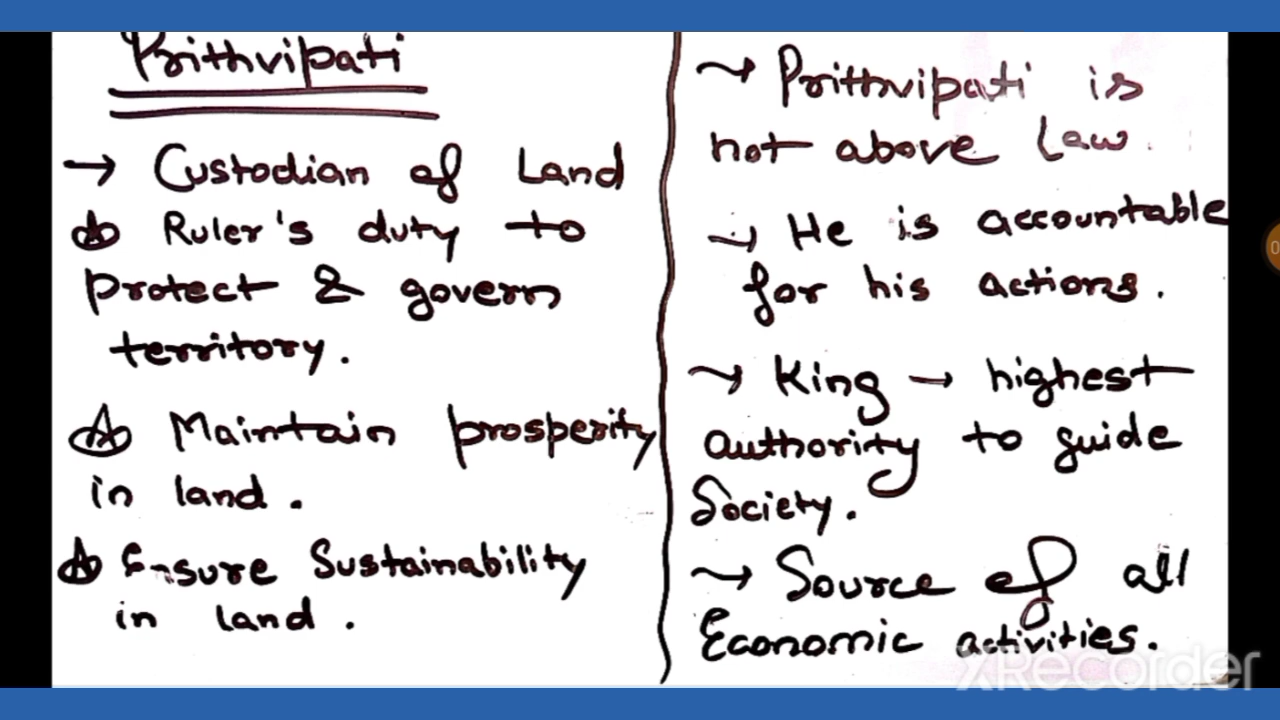 Prithvipati
→ Custodian of Land
Ruler's duty to
protect & govern
territory.
Maintain prosperity
in land.
Ensure Sustainability
in land.
→ Prithvipati is
not above Law.
→ He is accountable
for his actions.
→ King → highest
authority to guide
Society.
→ Source of all
Economic activities.
XRecorder
0